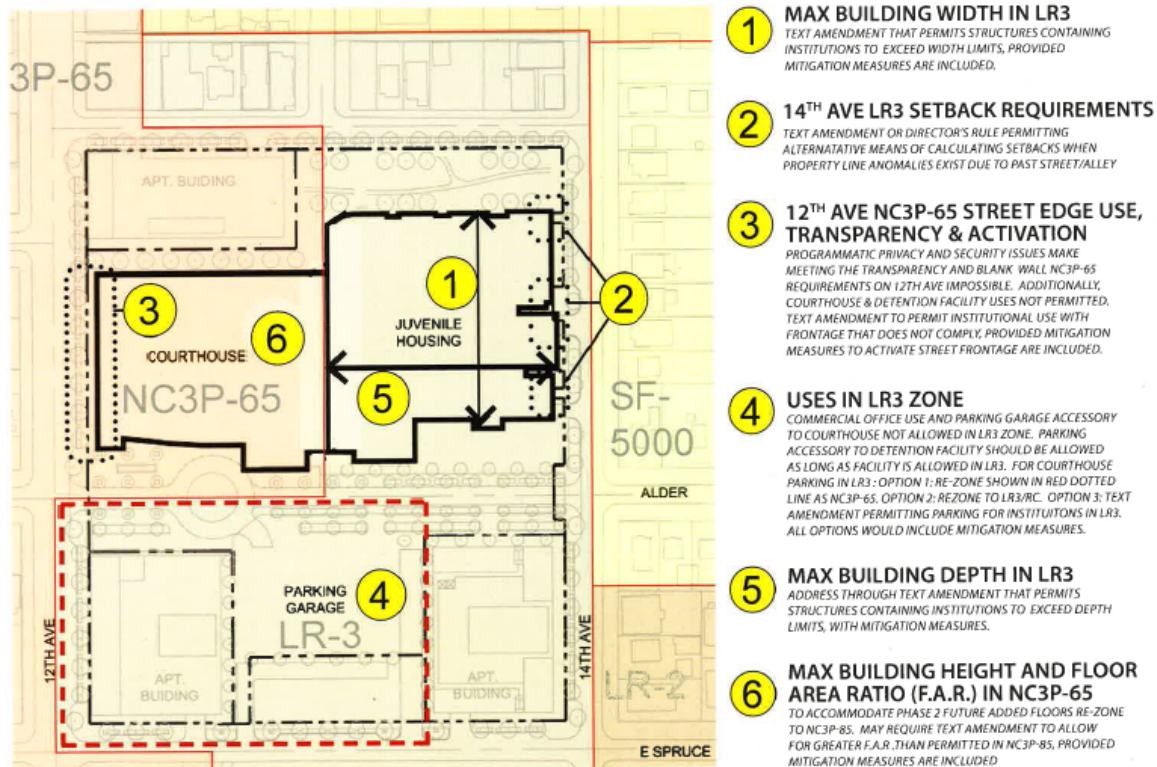 3P-65
APT. BUIDING
3
COURTHOUSE
6
NC3P-65
1
JUVENILE
HOUSING
5
2
SF-
5000
ALDER
PARKING
GARAGE
4
LR-3
12TH AVE
14TH AVE
APT.
BUIDING
APT.
BUIDING
LR-2
E SPRUCE
1
MAX BUILDING WIDTH IN LR3
TEXT AMENDMENT THAT PERMITS STRUCTURES CONTAINING
INSTITUTIONS TO EXCEED WIDTH LIMITS, PROVIDED
MITIGATION MEASURES ARE INCLUDED.
2
14TH AVE LR3 SETBACK REQUIREMENTS
TEXT AMENDMENT OR DIRECTOR'S RULE PERMITTING
ALTERNATATIVE MEANS OF CALCULATING SETBACKS WHEN
PROPERTY LINE ANOMALIES EXIST DUE TO PAST STREET/ALLEY
3
12TH AVE NC3P-65 STREET EDGE USE,
TRANSPARENCY & ACTIVATION
PROGRAMMATIC PRIVACY AND SECURITY ISSUES MAKE
MEETING THE TRANSPARENCY AND BLANK WALL NC3P-65
REQUIREMENTS ON 12TH AVE IMPOSSIBLE. ADDITIONALLY,
COURTHOUSE & DETENTION FACILITY USES NOT PERMITTED.
TEXT AMENDMENT TO PERMIT INSTITUTIONAL USE WITH
FRONTAGE THAT DOES NOT COMPLY, PROVIDED MITIGATION
MEASURES TO ACTIVATE STREET FRONTAGE ARE INCLUDED.
4
USES IN LR3 ZONE
COMMERCIAL OFFICE USE AND PARKING GARAGE ACCESSORY
TO COURTHOUSE NOT ALLOWED IN LR3 ZONE. PARKING
ACCESSORY TO DETENTION FACILITY SHOULD BE ALLOWED
AS LONG AS FACILITY IS ALLOWED IN LR3. FOR COURTHOUSE
PARKING IN LR3 : OPTION 1: RE-ZONE SHOWN IN RED DOTTED
LINE AS NC3P-65. OPTION 2: REZONE TO LR3/RC. OPTION 3: TEXT
AMENDMENT PERMITTING PARKING FOR INSTITUITONS IN LR3.
ALL OPTIONS WOULD INCLUDE MITIGATION MEASURES.
5
MAX BUILDING DEPTH IN LR3
ADDRESS THROUGH TEXT AMENDMENT THAT PERMITS
STRUCTURES CONTAINING INSTITUTIONS TO EXCEED DEPTH
LIMITS, WITH MITIGATION MEASURES.
6
MAX BUILDING HEIGHT AND FLOOR
AREA RATIO (F.A.R.) IN NC3P-65
TO ACCOMMODATE PHASE 2 FUTURE ADDED FLOORS RE-ZONE
TO NC3P-85. MAY REQUIRE TEXT AMENDMENT TO ALLOW
FOR GREATER F.A.R .THAN PERMITTED IN NC3P-85, PROVIDED
MITIGATION MEASURES ARE INCLUDED